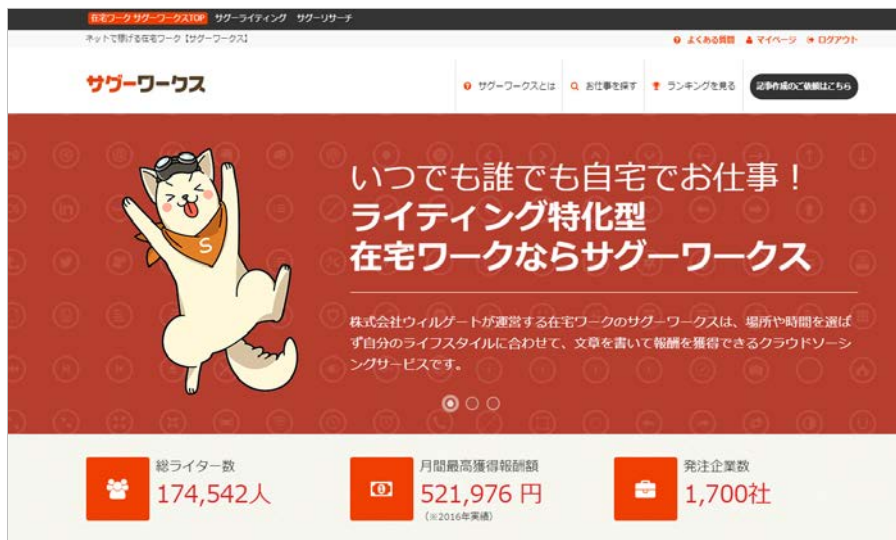 在宅ワーク サグーワークスTOP サグーライティング サグーリサーチ
ネットで稼げる在宅ワーク【サグーワークス】 よくある質問 マイページ ログアウト
サグーワークス サグーワークスとは お仕事を探す ランキングを見る 記事作成のご依頼はこちら
いつでも誰でも自宅でお仕事！
ライティング特化型
在宅ワークならサグーワークス
S
株式会社ウィルゲートが運営する在宅ワークのサグーワークスは、場所や時間を選ば
ず自分のライフスタイルに合わせて、文章を書いて報酬を獲得できるクラウドソーシ
ングサービスです。
総ライター数 月間最高獲得報酬額 発注企業数
174,542人 521,976 円 1,700社
（※2016年実績）